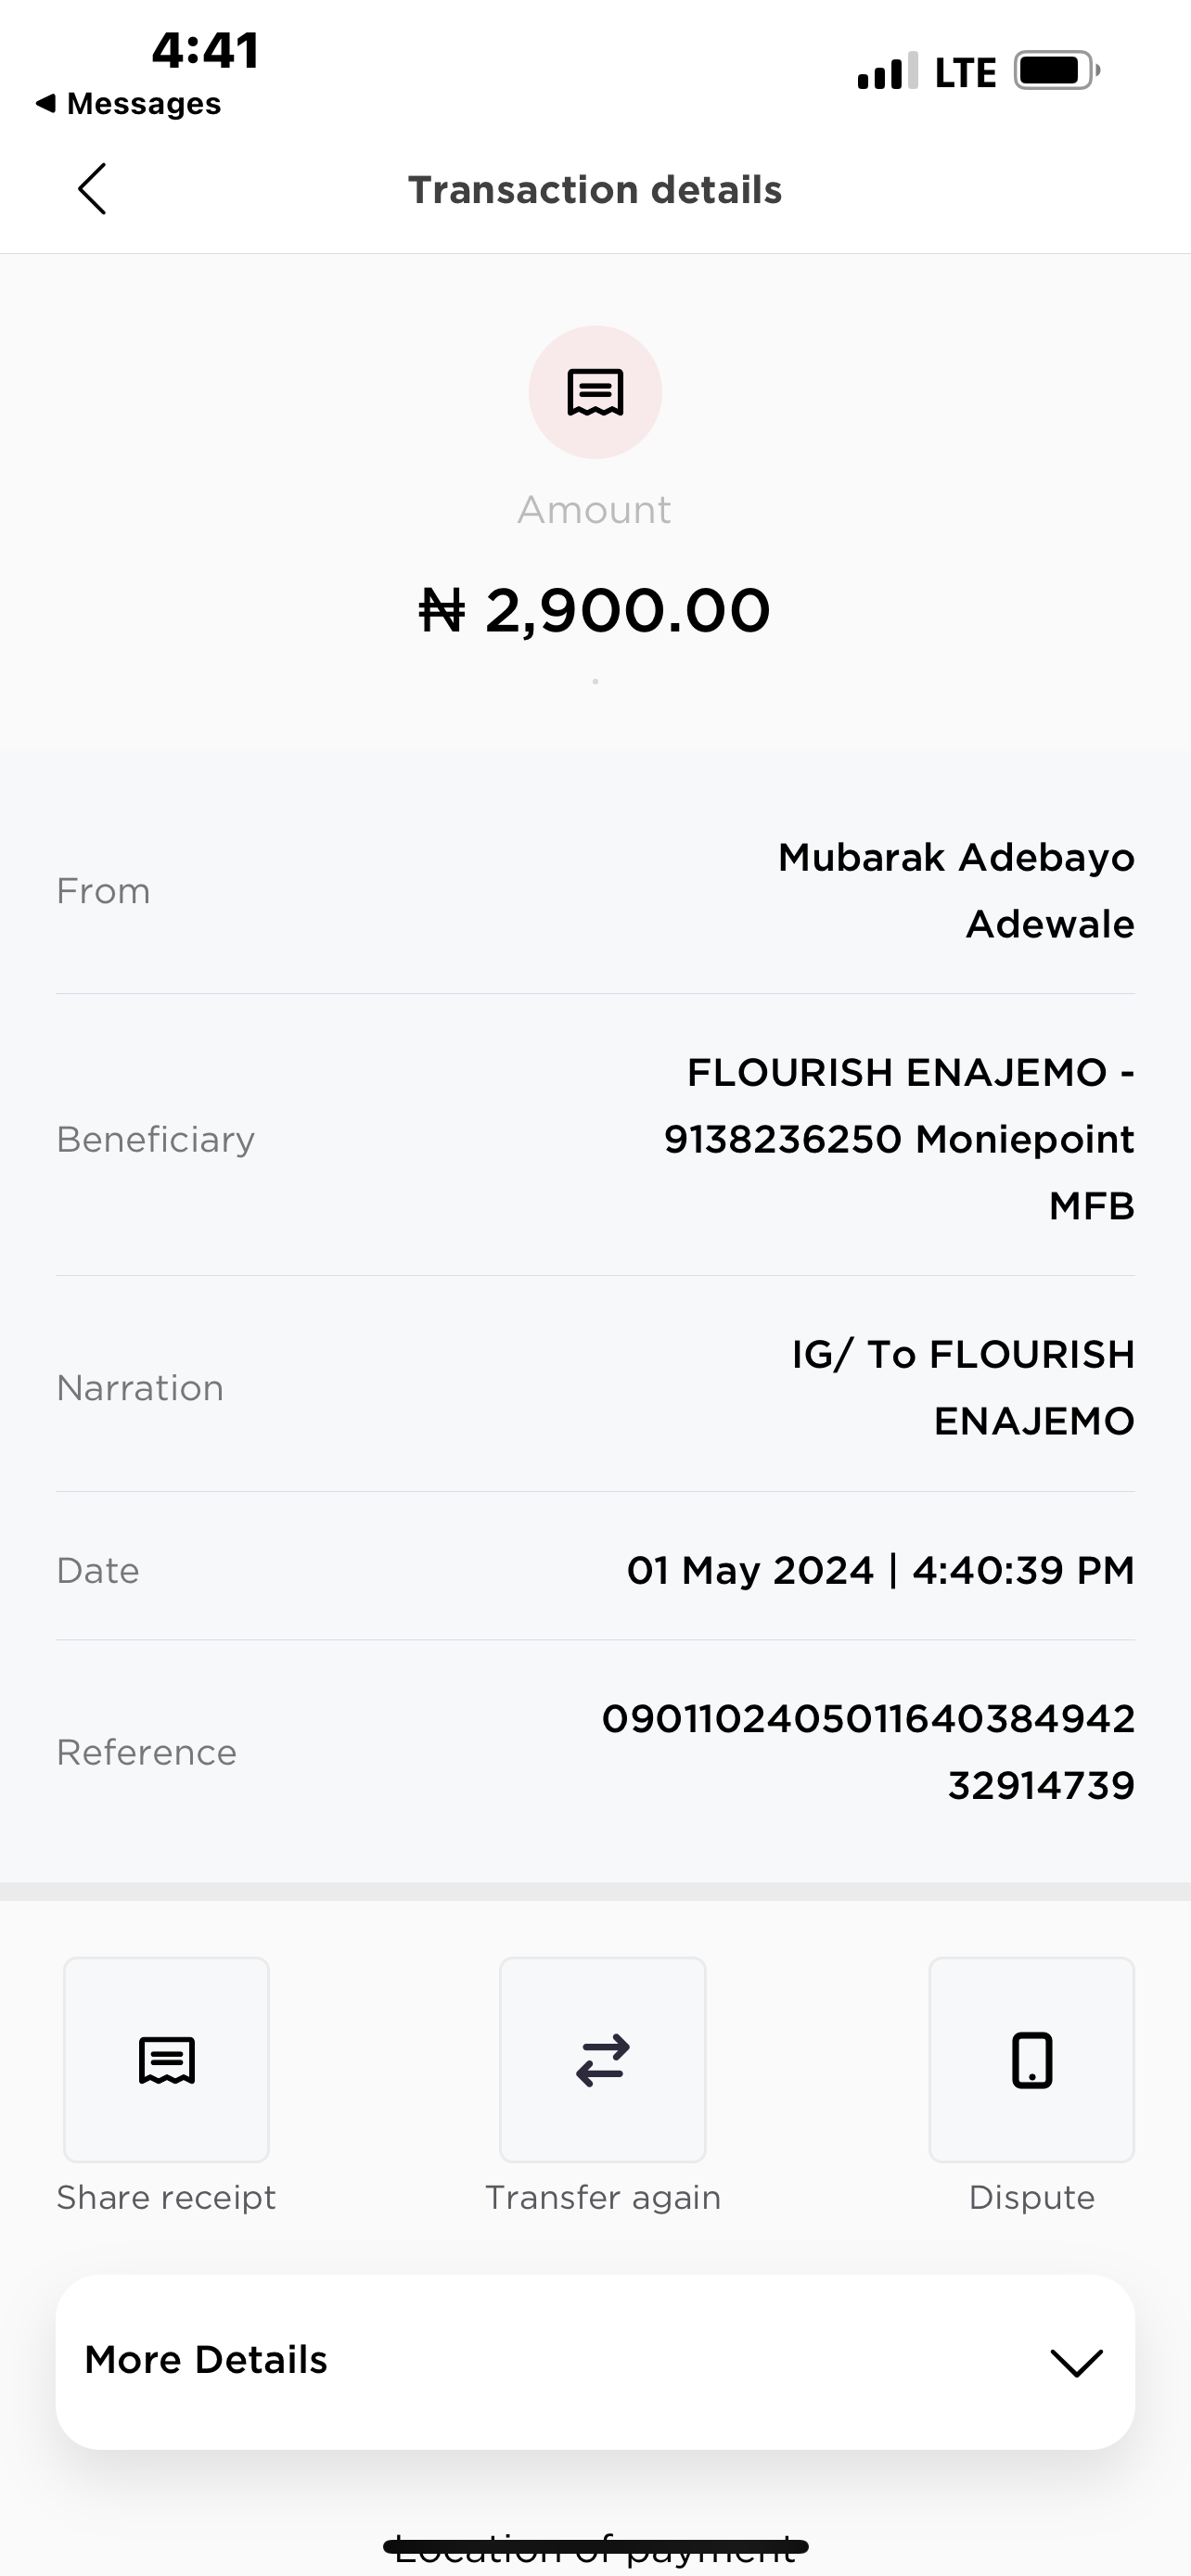 4:41
LTE
Messages
Transaction details
Amount
₦ 2,900.00
From
Mubarak Adebayo
Adewale
Beneficiary
FLOURISH ENAJEMO -
9138236250 Moniepoint
MFB
Narration
IG/ To FLOURISH
ENAJEMO
Date
01 May 2024 | 4:40:39 PM
Reference
0901102405011640384942
32914739
Share receipt
Transfer again
Dispute
More Details
Location of payment